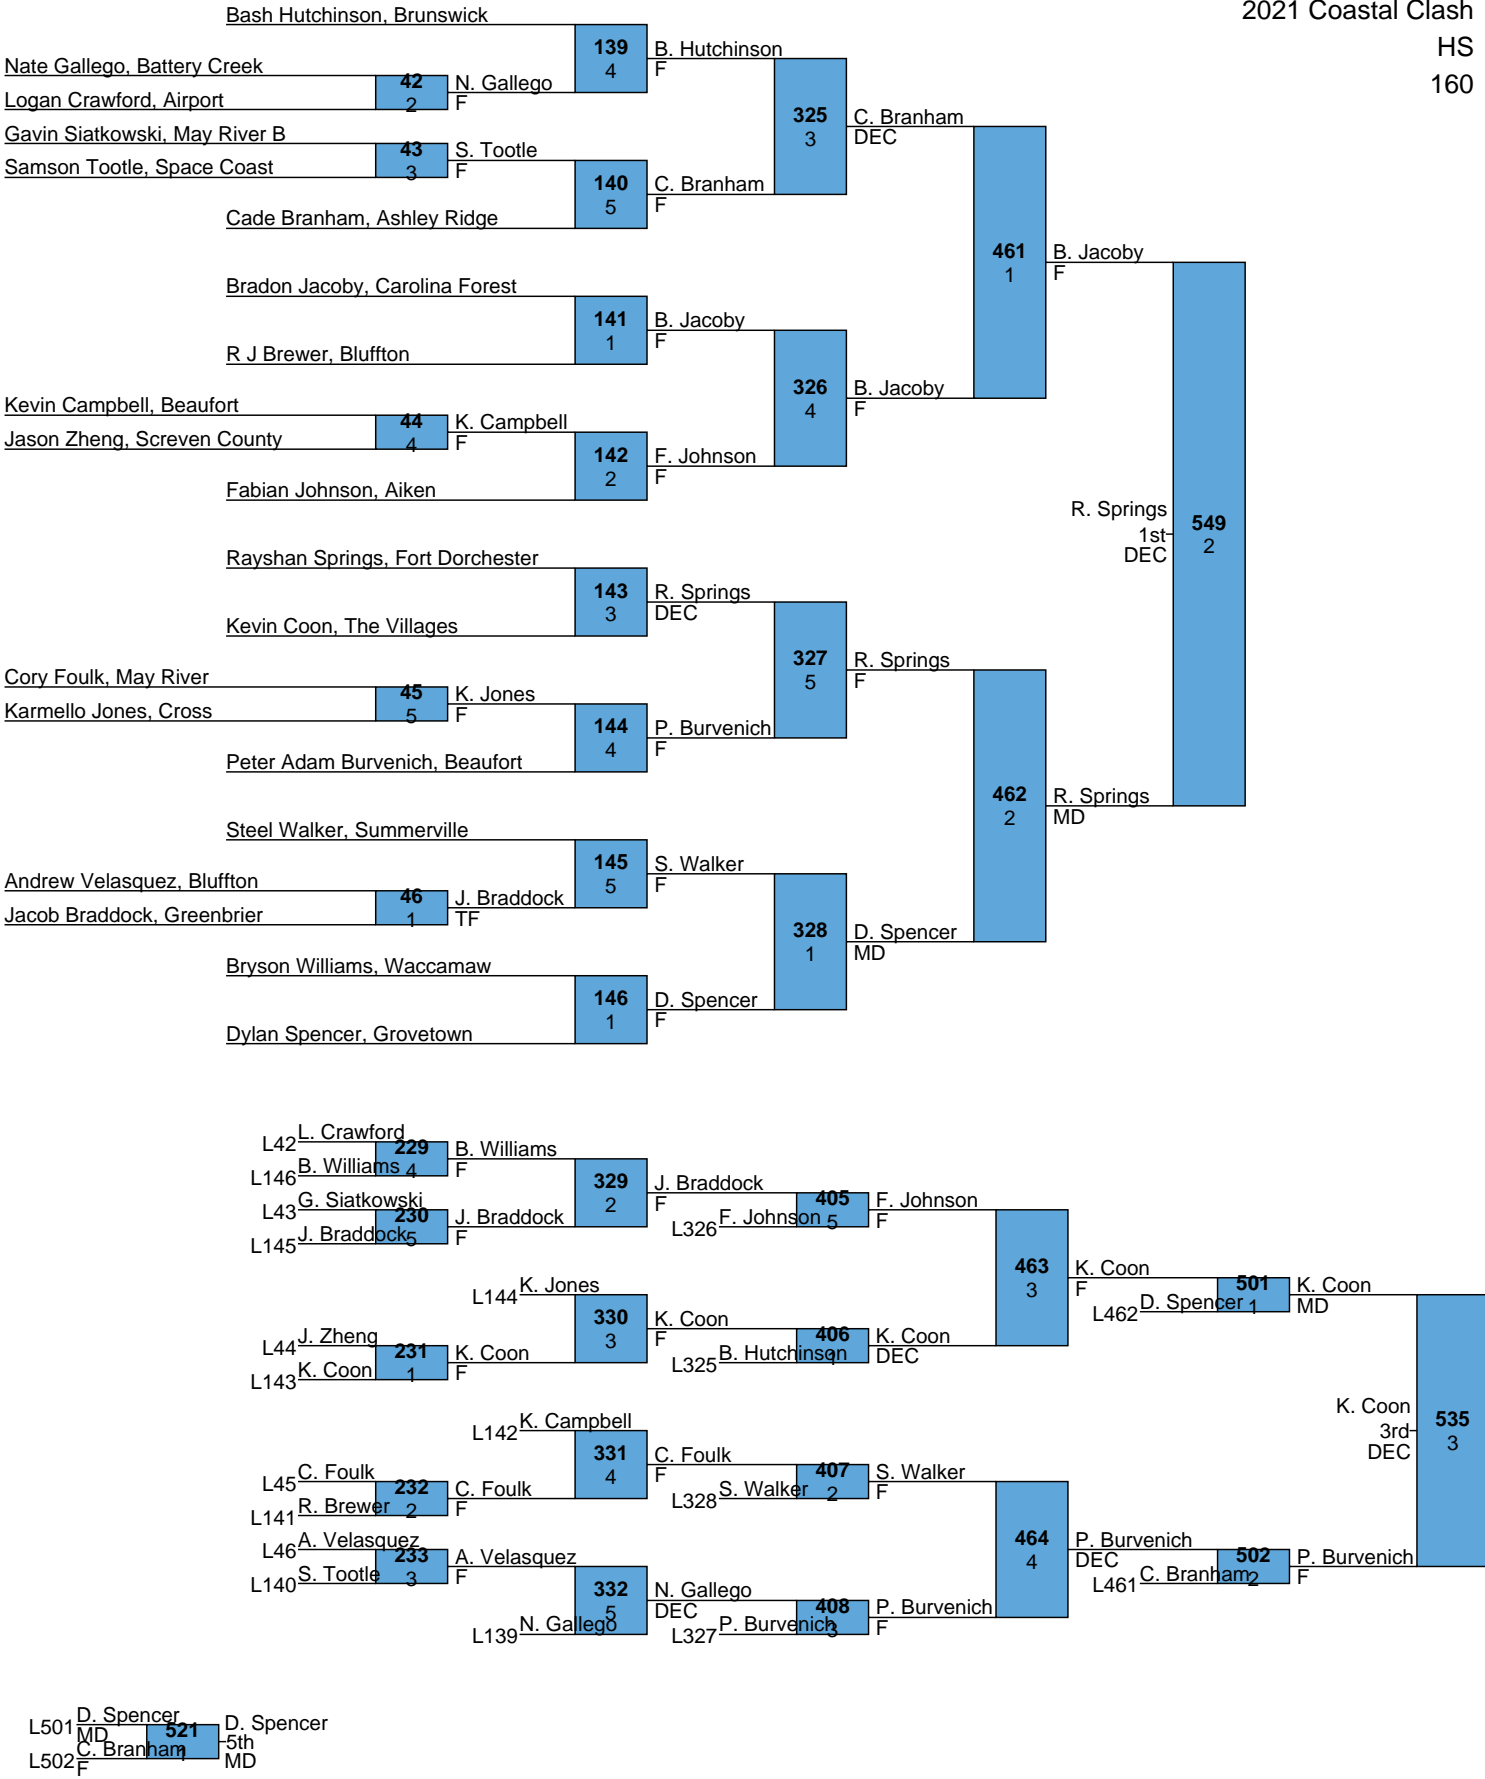 2021 Coastal Clash
HS
160
Bash Hutchinson, Brunswick
139
4
B. Hutchinson
F
Nate Gallego, Battery Creek
Logan Crawford, Airport
42
2
N. Gallego
F
325
3
C. Branham
DEC
Gavin Siatkowski, May River B
Samson Tootle, Space Coast
43
3
S. Tootle
F
140
5
C. Branham
F
Cade Branham, Ashley Ridge
461
1
B. Jacoby
F
Bradon Jacoby, Carolina Forest
141
1
B. Jacoby
F
R J Brewer, Bluffton
326
4
B. Jacoby
F
Kevin Campbell, Beaufort
Jason Zheng, Screven County
44
4
K. Campbell
F
142
2
F. Johnson
F
Fabian Johnson, Aiken
R. Springs
1st
DEC
549
2
Rayshan Springs, Fort Dorchester
143
3
R. Springs
DEC
Kevin Coon, The Villages
327
5
R. Springs
F
Cory Foulk, May River
Karmello Jones, Cross
45
5
K. Jones
F
144
4
P. Burvenich
F
Peter Adam Burvenich, Beaufort
462
2
R. Springs
MD
Steel Walker, Summerville
145
5
S. Walker
F
Andrew Velasquez, Bluffton
Jacob Braddock, Greenbrier
46
1
J. Braddock
TF
328
1
D. Spencer
MD
Bryson Williams, Waccamaw
146
1
D. Spencer
F
Dylan Spencer, Grovetown
L42 L. Crawford
L146 B. Williams
229
4
B. Williams
F
329
2
J. Braddock
F
L43 G. Siatkowski
L145 J. Braddock
230
5
J. Braddock
F
L326 F. Johnson
405
5
F. Johnson
F
463
3
K. Coon
F
L144 K. Jones
330
3
K. Coon
F
L44 J. Zheng
L143 K. Coon
231
1
K. Coon
F
L325 B. Hutchinson
406
1
K. Coon
DEC
L462 D. Spencer
501
1
K. Coon
MD
K. Coon
3rd
DEC
535
3
L142 K. Campbell
331
4
C. Foulk
F
L45 C. Foulk
L141 R. Brewer
232
2
C. Foulk
F
L328 S. Walker
407
2
S. Walker
F
464
4
P. Burvenich
DEC
L46 A. Velasquez
L140 S. Tootle
233
3
A. Velasquez
F
332
5
N. Gallego
DEC
L139 N. Gallego
L327 P. Burvenich
408
3
P. Burvenich
F
L461 C. Branham
502
2
P. Burvenich
F
L501 D. Spencer
MD
L502 C. Branham
F
521
1
D. Spencer
5th
MD